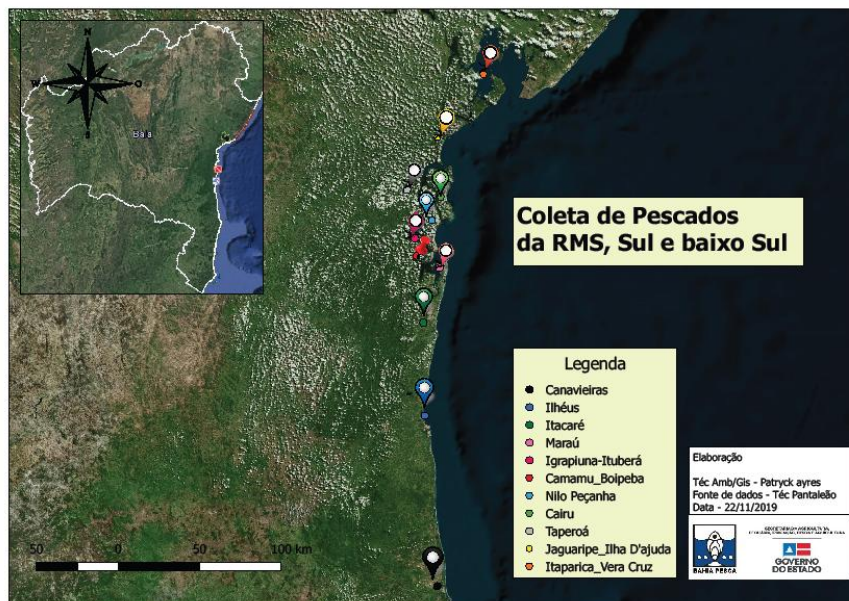 N
W
O
S
Baía
Coleta de Pescados
da RMS, Sul e baixo Sul
Legenda
Canavieiras
Ilhéus
Itacaré
Maraú
Igrapiuna-Ituberá
Camamu_Boipeba
Nilo Peçanha
Cairu
Taperoá
Jaguaripe_Ilha D'ajuda
Itaparica_Vera Cruz
Elaboração
Téc Amb/Gis - Patryck ayres
Fonte de dados - Téc Pantaleão
Data - 22/11/2019
BAHIA PESCA
GOVERNO
DO ESTADO
50 0 50 100 km